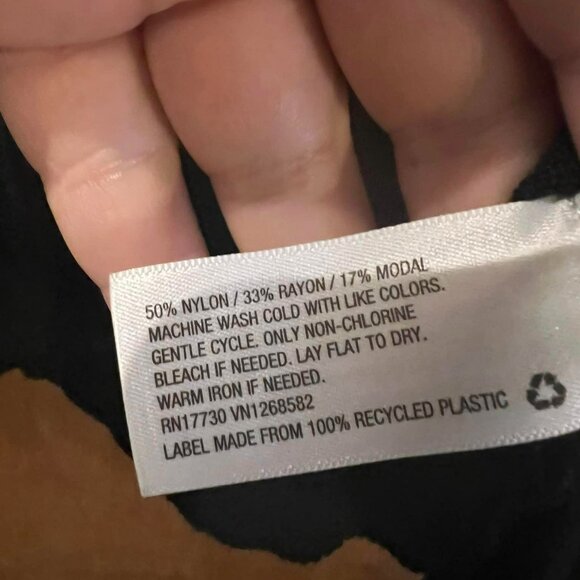 50% NYLON / 33% RAYON / 17% MODAL
MACHINE WASH COLD WITH LIKE COLORS.
GENTLE CYCLE. ONLY NON-CHLORINE
BLEACH IF NEEDED. LAY FLAT TO DRY.
WARM IRON IF NEEDED.
RN17730 VN1268582
LABEL MADE FROM 100% RECYCLED PLASTIC